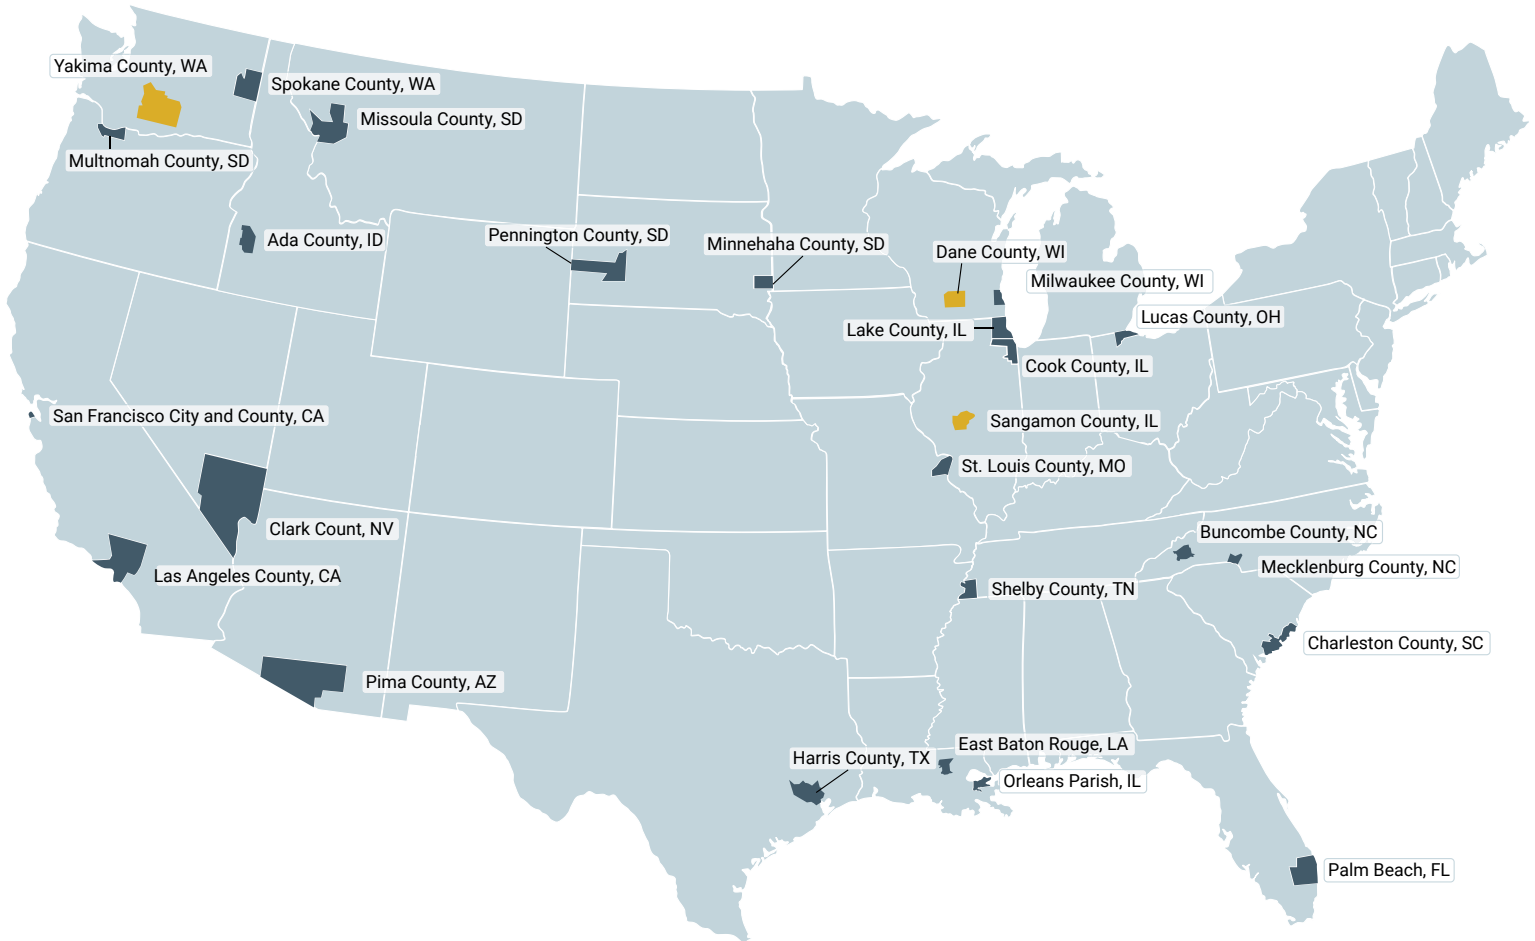 Yakima County, WA
Spokane County, WA
Missoula County, SD
Multnomah County, SD
Ada County, ID
Pennington County, SD
Minnehaha County, SD
Dane County, WI
Milwaukee County, WI
Lucas County, OH
Lake County, IL
Cook County, IL
San Francisco City and County, CA
Sangamon County, IL
St. Louis County, MO
Clark Count, NV
Buncombe County, NC
Mecklenburg County, NC
Las Angeles County, CA
Shelby County, TN
Charleston County, SC
Pima County, AZ
East Baton Rouge, LA
Harris County, TX
Orleans Parish, IL
Palm Beach, FL